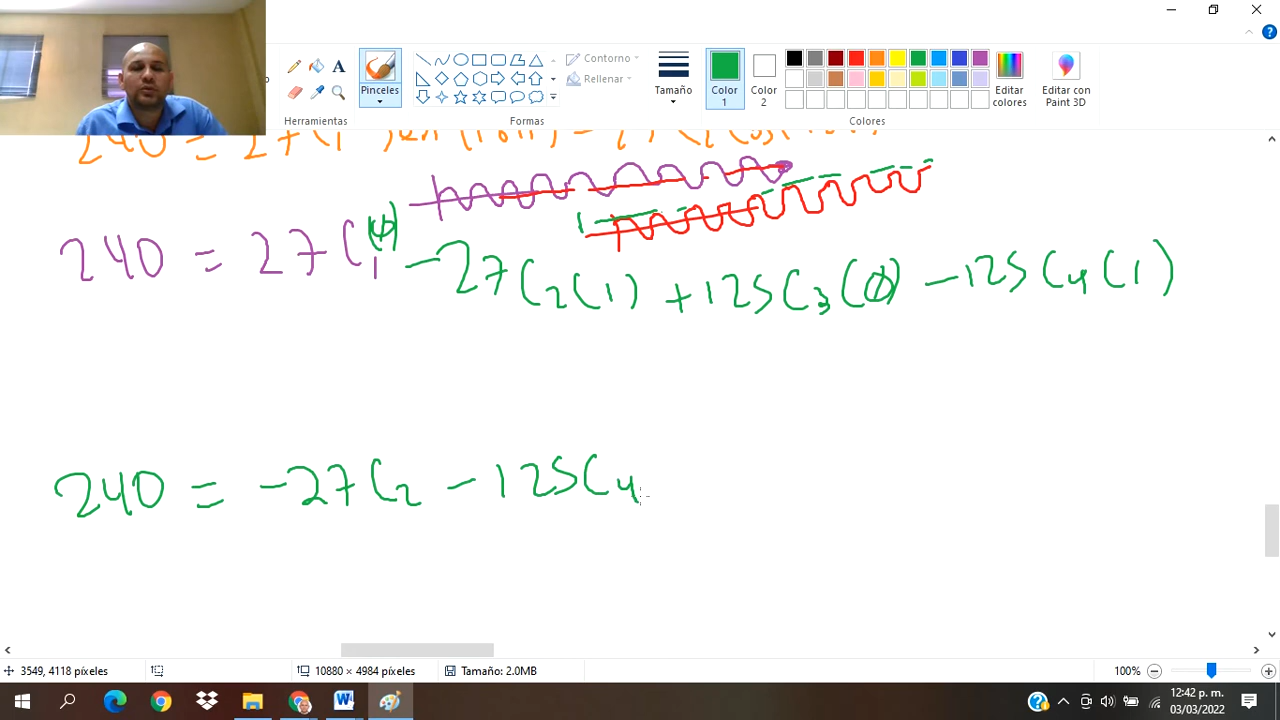 Contorno
Rellenar
Pinceles
Tamaño
Color
1
Color
2
Editar
colores
Editar con
Paint 3D
Herramientas
Formas
Colores
240 = 27C1(0) -27C2(1) +125C3(0) -125C4(1)
240 = -27C2 -125C4
3549, 4118 píxeles
10880 × 4984 píxeles
Tamaño: 2.0MB
100%
12:42 p. m.
03/03/2022